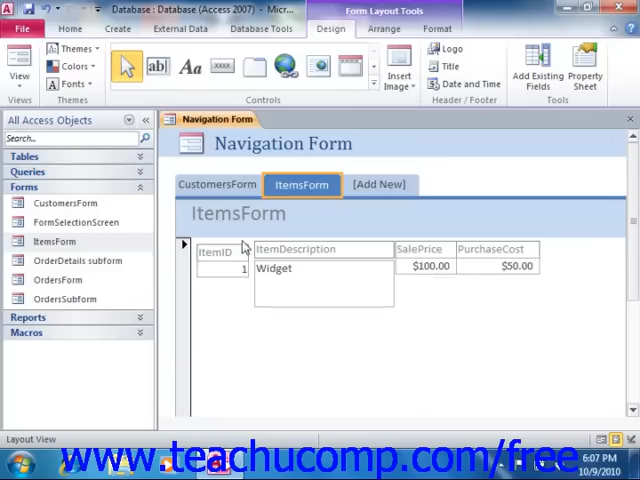 Database : Database (Access 2007) - Micr...
Form Layout Tools
File Home Create External Data Database Tools Design Arrange Format
View
Views
Themes
Colors
Fonts
Themes
ab|
Aa
xxxx
Controls
Insert
Image
Logo
Title
Date and Time
Header / Footer
Add Existing
Fields
Property
Sheet
Tools
All Access Objects
Search...
Tables
Queries
Forms
CustomersForm
FormSelectionScreen
ItemsForm
OrderDetails subform
OrdersForm
OrdersSubform
Reports
Macros
Navigation Form
Navigation Form
CustomersForm ItemsForm [Add New]
ItemsForm
ItemID ItemDescription SalePrice PurchaseCost
1 Widget $100.00 $50.00
Layout View
www.teachucomp.com/free
6:07 PM
10/9/2010